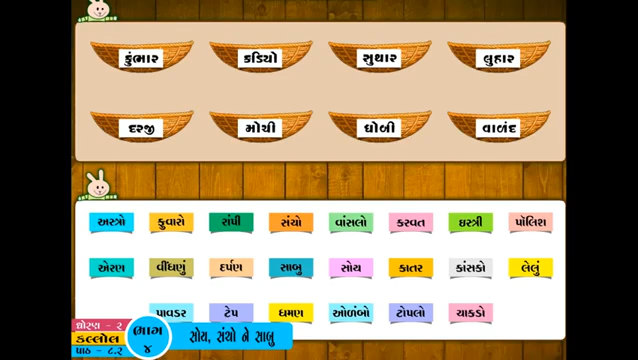 કુંભાર કડિયો સુથાર લુહાર
દરજી મોચી ધોબી વાળંદ
અસ્ત્રો ફુવારો રાંપી સંચો વાંસલો કરવત ઇસ્ત્રી પૉલિશ
એરણ વીંધણું દર્પણ સાબુ સોય કાતર કાંસકો લેલું
પાવડર ટેપ ધમણ ઓળંબો ટોપલો ચાકડો
ધોરણ - ૨
કલ્લોલ
પાઠ - ૮.૨
ભાગ
૪
સોય, સંચો ને સાબુ